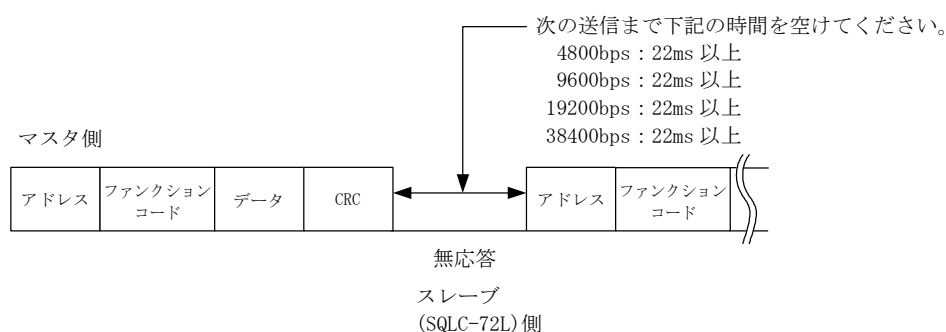 次の送信まで下記の時間を空けてください。
4800bps：22ms 以上
9600bps：22ms 以上
19200bps：22ms 以上
38400bps：22ms 以上
マスタ側
アドレス
ファンクション
コード
データ
CRC
アドレス
ファンクション
コード
無応答
スレーブ
(SQLC-72L)側